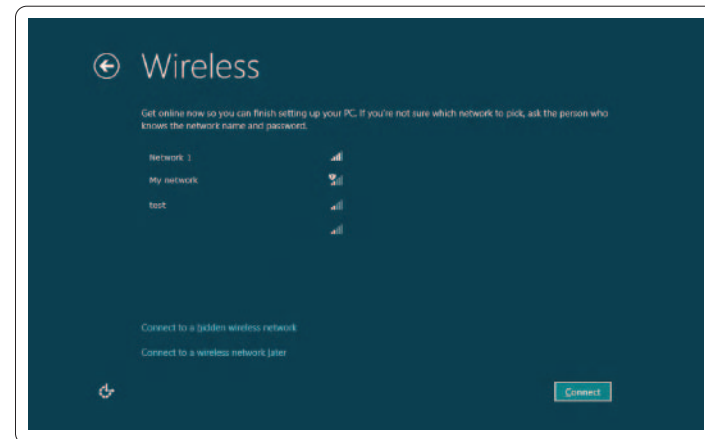 Wireless
Get online now so you can finish setting up your PC. If you're not sure which network to pick, ask the person who
knows the network name and password.
Network 1
My network
test
Connect to a hidden wireless network
Connect to a wireless network later
Connect